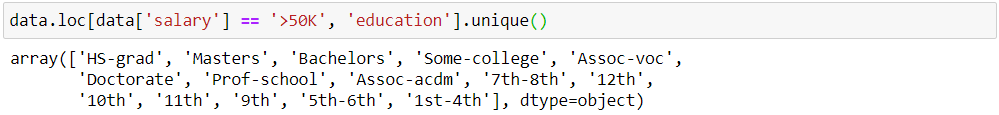 data.loc[data['salary'] == '>50K', 'education'].unique()
array(['HS-grad', 'Masters', 'Bachelors', 'Some-college', 'Assoc-voc',
'Doctorate', 'Prof-school', 'Assoc-acdm', '7th-8th', '12th',
'10th', '11th', '9th', '5th-6th', '1st-4th'], dtype=object)